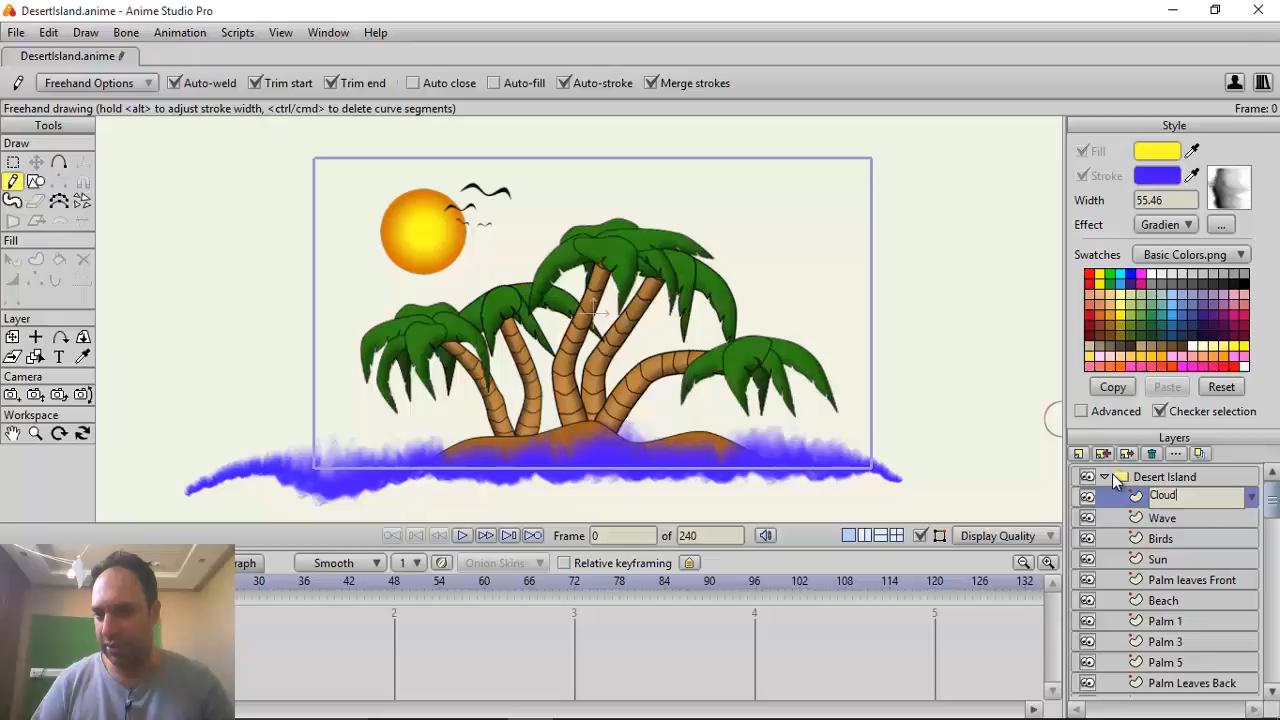 DesertIsland.anime - Anime Studio Pro
File Edit Draw Bone Animation Scripts View Window Help
DesertIsland.anime
Freehand Options Auto-weld Trim start Trim end Auto close Auto-fill Auto-stroke Merge strokes
Freehand drawing (hold <alt> to adjust stroke width, <ctrl/cmd> to delete curve segments) Frame: 0
Tools
Draw
Fill
Layer
Camera
Workspace
Style
Fill
Stroke
Width 55.46
Effect Gradien ...
Swatches Basic Colors.png
Copy Paste Reset
Advanced Checker selection
Layers
Desert Island
Cloud
Wave
Birds
Sun
Palm leaves Front
Beach
Palm 1
Palm 3
Palm 5
Palm Leaves Back
Frame 0 of 240 Display Quality
raph Smooth 1 Onion Skins Relative keyframing
30 36 42 48 54 60 66 72 78 84 90 96 102 108 114 120 126 132
2 3 4 5